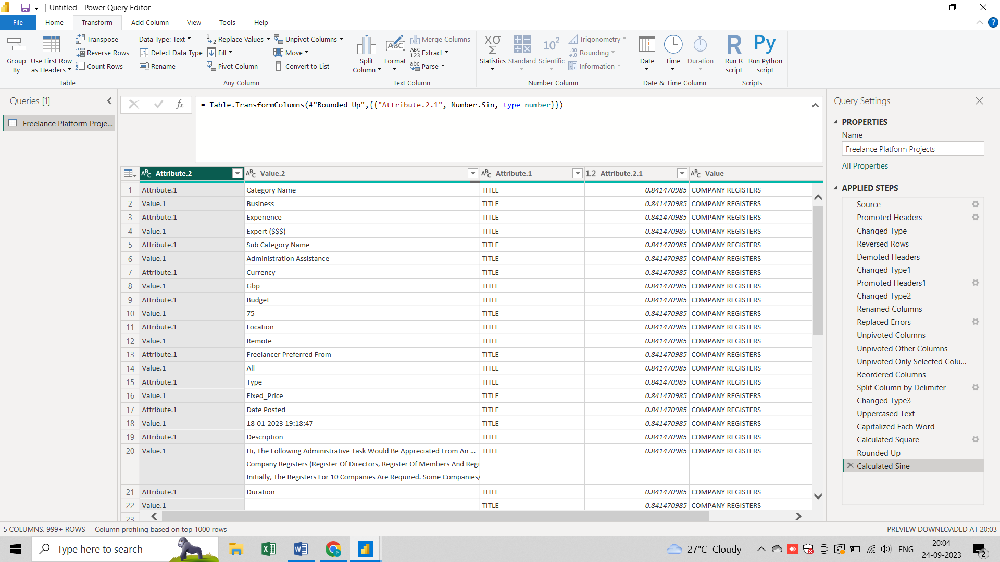 Untitled - Power Query Editor
File Home Transform Add Column View Tools Help
Group By
Use First Row as Headers
Transpose
Reverse Rows
Count Rows
Table
Data Type: Text
Detect Data Type
Rename
Replace Values
Fill
Pivot Column
Unpivot Columns
Move
Convert to List
Any Column
Split Column
Format
Merge Columns
Extract
Parse
Text Column
Statistics
Standard
Scientific
Trigonometry
Rounding
Information
Number Column
Date
Time
Duration
Date & Time Column
Run R script
Run Python script
Scripts
Queries [1]
Freelance Platform Proje...
= Table.TransformColumns(#"Rounded Up",{{"Attribute.2.1", Number.Sin, type number}})
Attribute.2 Value.2 Attribute.1 1.2 Attribute.2.1 Value
1 Attribute.1 Category Name TITLE 0.841470985 COMPANY REGISTERS
2 Value.1 Business TITLE 0.841470985 COMPANY REGISTERS
3 Attribute.1 Experience TITLE 0.841470985 COMPANY REGISTERS
4 Value.1 Expert ($$$) TITLE 0.841470985 COMPANY REGISTERS
5 Attribute.1 Sub Category Name TITLE 0.841470985 COMPANY REGISTERS
6 Value.1 Administration Assistance TITLE 0.841470985 COMPANY REGISTERS
7 Attribute.1 Currency TITLE 0.841470985 COMPANY REGISTERS
8 Value.1 Gbp TITLE 0.841470985 COMPANY REGISTERS
9 Attribute.1 Budget TITLE 0.841470985 COMPANY REGISTERS
10 Value.1 75 TITLE 0.841470985 COMPANY REGISTERS
11 Attribute.1 Location TITLE 0.841470985 COMPANY REGISTERS
12 Value.1 Remote TITLE 0.841470985 COMPANY REGISTERS
13 Attribute.1 Freelancer Preferred From TITLE 0.841470985 COMPANY REGISTERS
14 Value.1 All TITLE 0.841470985 COMPANY REGISTERS
15 Attribute.1 Type TITLE 0.841470985 COMPANY REGISTERS
16 Value.1 Fixed_Price TITLE 0.841470985 COMPANY REGISTERS
17 Attribute.1 Date Posted TITLE 0.841470985 COMPANY REGISTERS
18 Value.1 18-01-2023 19:18:47 TITLE 0.841470985 COMPANY REGISTERS
19 Attribute.1 Description TITLE 0.841470985 COMPANY REGISTERS
20 Value.1 Hi, The Following Administrative Task Would Be Appreciated From An ... TITLE 0.841470985 COMPANY REGISTERS
Company Registers (Register Of Directors, Register Of Members And Regi
Initially, The Registers For 10 Companies Are Required. Some Companies/
21 Attribute.1 Duration TITLE 0.841470985 COMPANY REGISTERS
22 Value.1 TITLE 0.841470985 COMPANY REGISTERS
23
Query Settings
PROPERTIES
Name
Freelance Platform Projects
All Properties
APPLIED STEPS
Source
Promoted Headers
Changed Type
Reversed Rows
Demoted Headers
Changed Type1
Promoted Headers1
Changed Type2
Renamed Columns
Replaced Errors
Unpivoted Columns
Unpivoted Other Columns
Unpivoted Only Selected Colu...
Reordered Columns
Split Column by Delimiter
Changed Type3
Uppercased Text
Capitalized Each Word
Calculated Square
Rounded Up
Calculated Sine
5 COLUMNS, 999+ ROWS Column profiling based on top 1000 rows PREVIEW DOWNLOADED AT 20:03
Type here to search
27°C Cloudy
ENG
20:04
24-09-2023
2